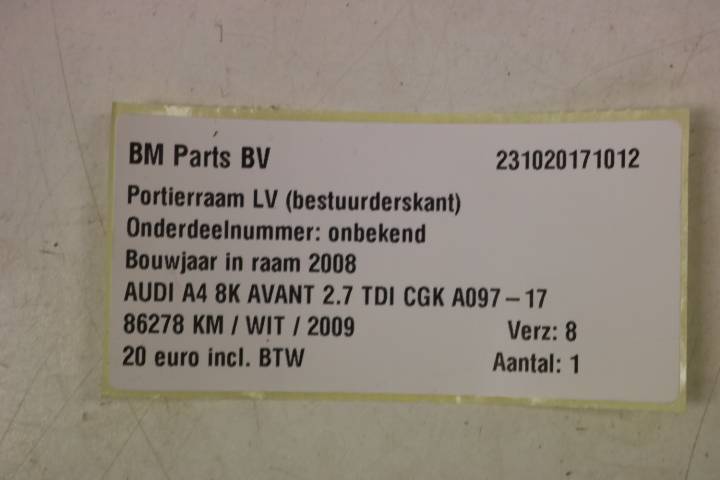 BM Parts BV 231020171012
Portierraam LV (bestuurderskant)
Onderdeelnummer: onbekend
Bouwjaar in raam 2008
AUDI A4 8K AVANT 2.7 TDI CGK A097-17
86278 KM / WIT / 2009 Verz: 8
20 euro incl. BTW Aantal: 1